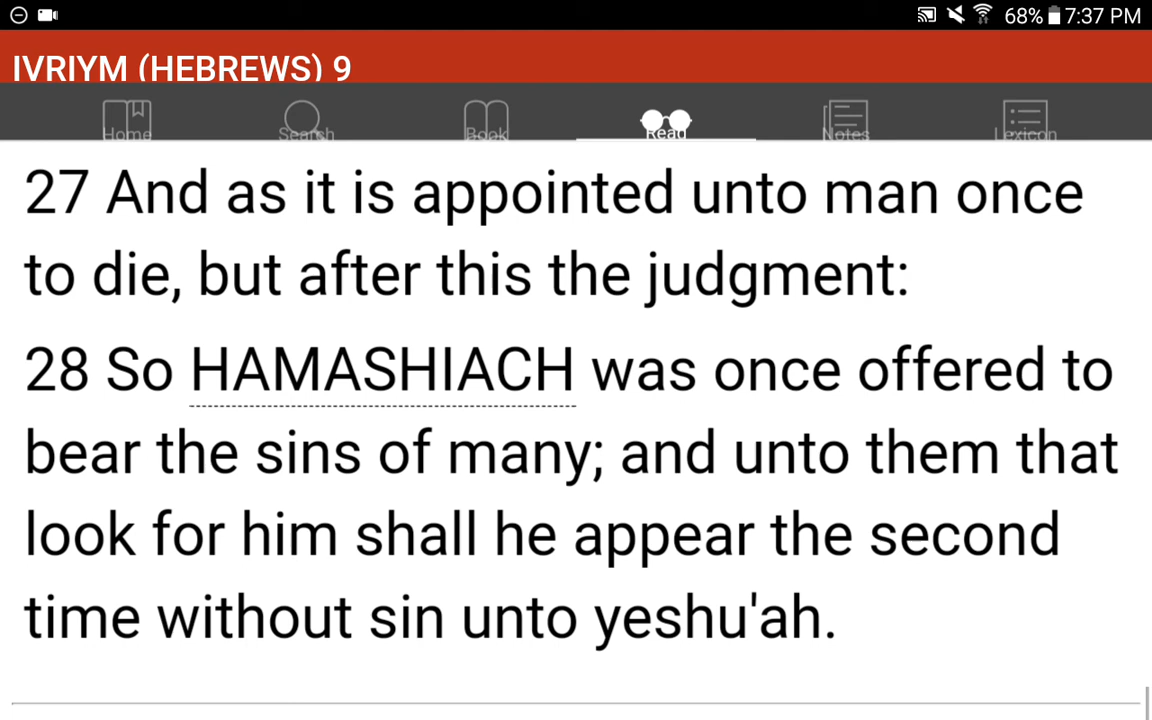 68% 7:37 PM
IVRIYM (HEBREWS) 9
Home Search Book Read Notes Lexicon
27 And as it is appointed unto man once
to die, but after this the judgment:
28 So HAMASHIACH was once offered to
bear the sins of many; and unto them that
look for him shall he appear the second
time without sin unto yeshu'ah.